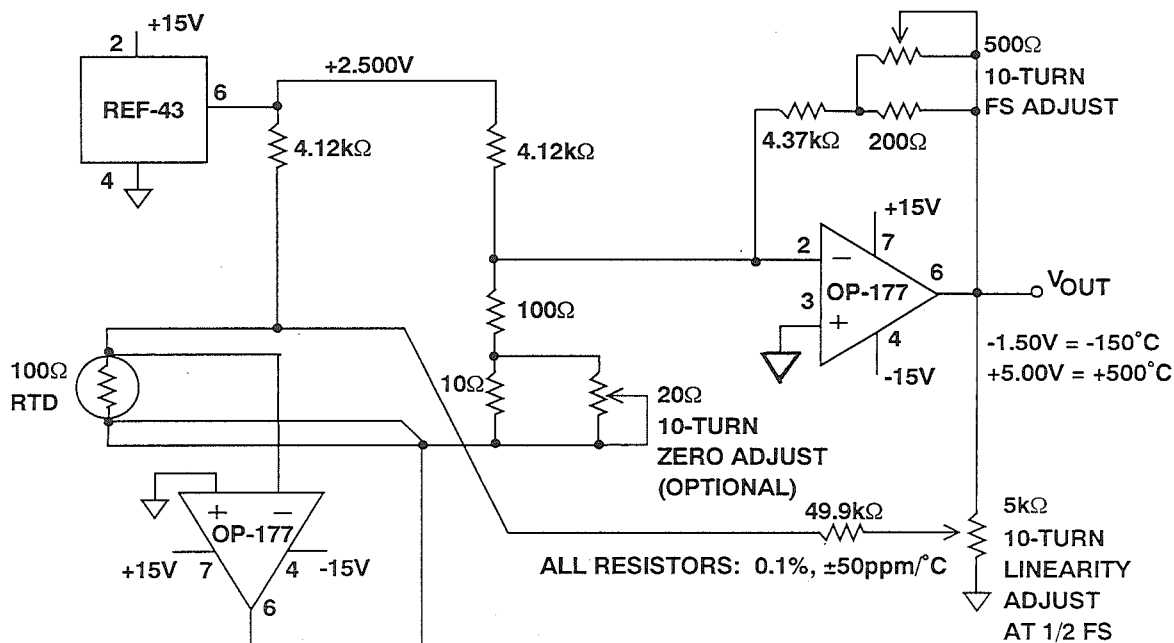 +15V
2
REF-43
6
4
+2.500V
4.12kΩ
4.12kΩ
500Ω
10-TURN
FS ADJUST
4.37kΩ
200Ω
+15V
7
2
−
OP-177
6
3
+
4
-15V
VOUT
-1.50V = -150°C
+5.00V = +500°C
100Ω
100Ω
RTD
10Ω
20Ω
10-TURN
ZERO ADJUST
(OPTIONAL)
+
−
OP-177
+15V
7
4
-15V
6
49.9kΩ
5kΩ
10-TURN
LINEARITY
ADJUST
AT 1/2 FS
ALL RESISTORS: 0.1%, ±50ppm/°C